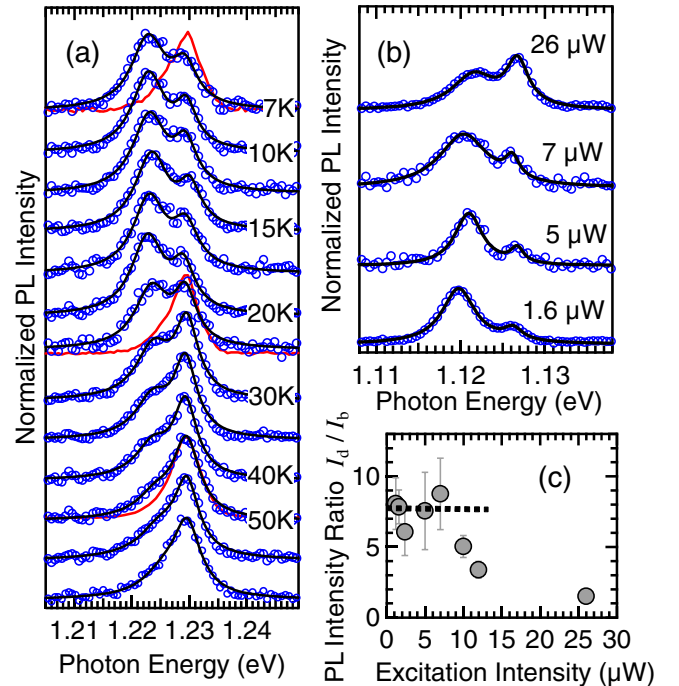 (a)
7K
10K
15K
20K
30K
40K
50K
Normalized PL Intensity
1.21 1.22 1.23 1.24
Photon Energy (eV)
(b)
26 μW
7 μW
5 μW
1.6 μW
Normalized PL Intensity
1.11 1.12 1.13
Photon Energy (eV)
(c)
PL Intensity Ratio I_d / I_b
10
5
0
0 5 10 15 20 25 30
Excitation Intensity (μW)